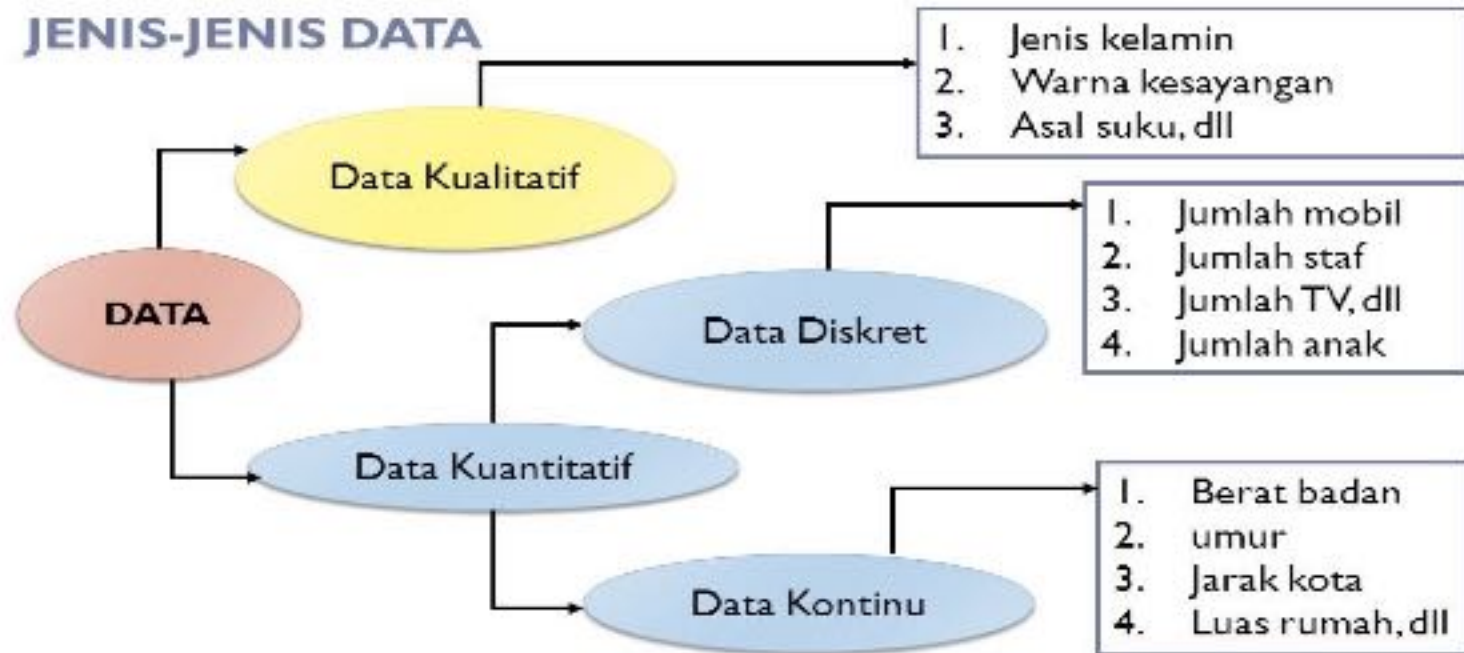 JENIS-JENIS DATA
1. Jenis kelamin
2. Warna kesayangan
3. Asal suku, dll
Data Kualitatif
1. Jumlah mobil
2. Jumlah staf
3. Jumlah TV, dll
4. Jumlah anak
DATA
Data Diskret
Data Kuantitatif
1. Berat badan
2. umur
3. Jarak kota
4. Luas rumah, dll
Data Kontinu